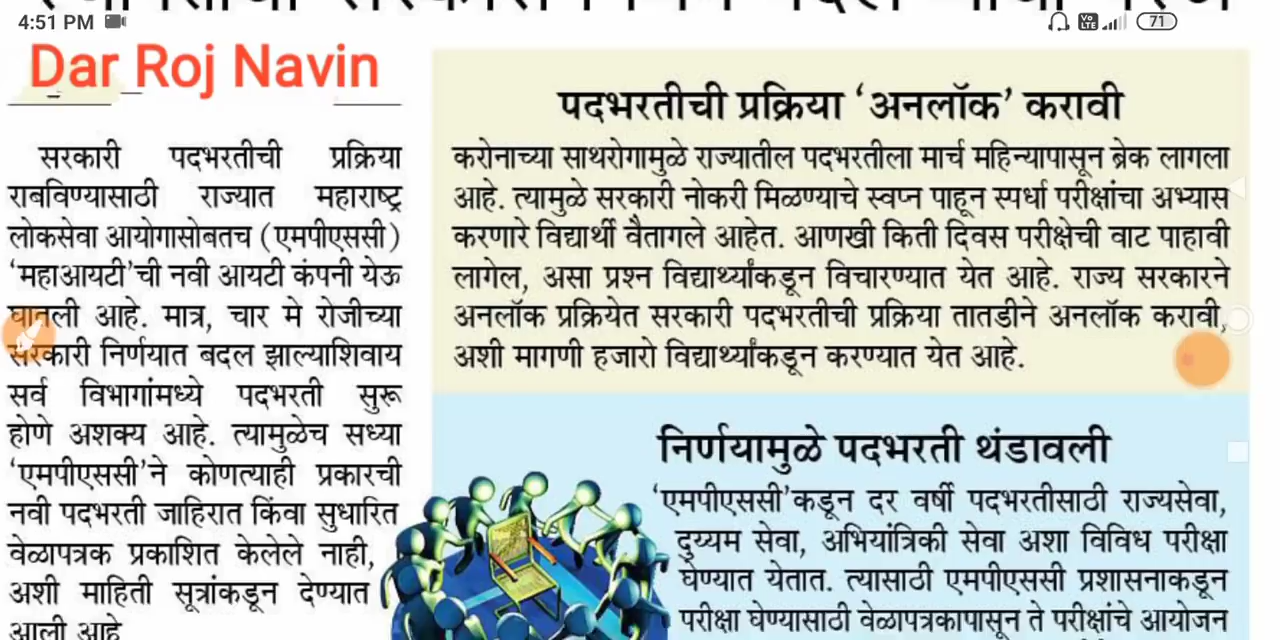 4:51 PM
Vo LTE
71
Dar Roj Navin
सरकारी पदभरतीची प्रक्रिया
राबविण्यासाठी राज्यात महाराष्ट्र
लोकसेवा आयोगासोबतच (एमपीएससी)
‘महाआयटी’ची नवी आयटी कंपनी येऊ
घातली आहे. मात्र, चार मे रोजीच्या
सरकारी निर्णयात बदल झाल्याशिवाय
सर्व विभागांमध्ये पदभरती सुरू
होणे अशक्य आहे. त्यामुळेच सध्या
‘एमपीएससी’ने कोणत्याही प्रकारची
नवी पदभरती जाहिरात किंवा सुधारित
वेळापत्रक प्रकाशित केलेले नाही,
अशी माहिती सूत्रांकडून देण्यात
आली आहे
पदभरतीची प्रक्रिया ‘अनलॉक’ करावी
करोनाच्या साथरोगामुळे राज्यातील पदभरतीला मार्च महिन्यापासून ब्रेक लागला
आहे. त्यामुळे सरकारी नोकरी मिळण्याचे स्वप्न पाहून स्पर्धा परीक्षांचा अभ्यास
करणारे विद्यार्थी वैतागले आहेत. आणखी किती दिवस परीक्षेची वाट पाहावी
लागेल, असा प्रश्न विद्यार्थ्यांकडून विचारण्यात येत आहे. राज्य सरकारने
अनलॉक प्रक्रियेत सरकारी पदभरतीची प्रक्रिया तातडीने अनलॉक करावी,
अशी मागणी हजारो विद्यार्थ्यांकडून करण्यात येत आहे.
निर्णयामुळे पदभरती थंडावली
‘एमपीएससी’कडून दर वर्षी पदभरतीसाठी राज्यसेवा,
दुय्यम सेवा, अभियांत्रिकी सेवा अशा विविध परीक्षा
घेण्यात येतात. त्यासाठी एमपीएससी प्रशासनाकडून
परीक्षा घेण्यासाठी वेळापत्रकापासून ते परीक्षांचे आयोजन